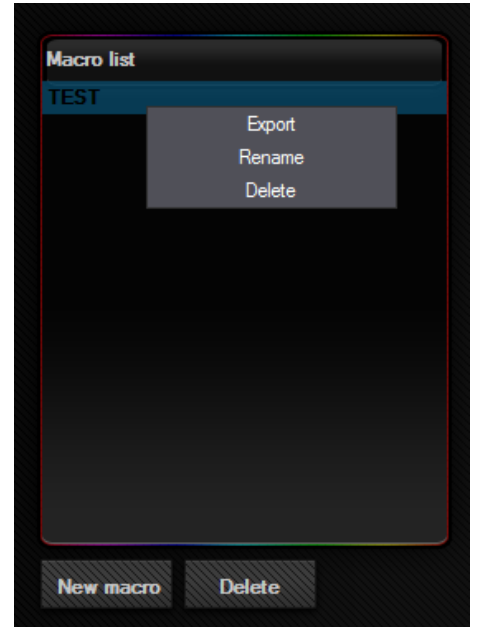 Macro list
TEST
Export
Rename
Delete
New macro
Delete